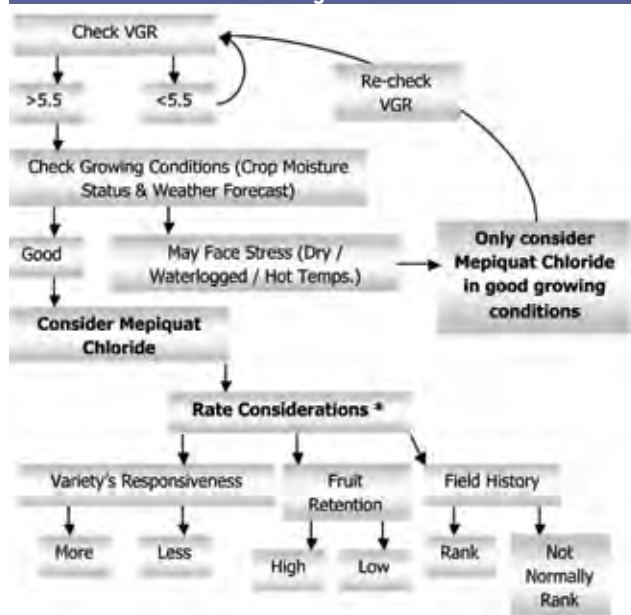 Check VGR
>5.5
<5.5
Re-check
VGR
Check Growing Conditions (Crop Moisture
Status & Weather Forecast)
Good
May Face Stress (Dry /
Waterlogged / Hot Temps.)
Only consider
Mepiquat Chloride
in good growing
conditions
Consider Mepiquat
Chloride
Rate Considerations *
Variety's Responsiveness
Fruit
Retention
Field History
More
Less
High
Low
Rank
Not
Normally
Rank